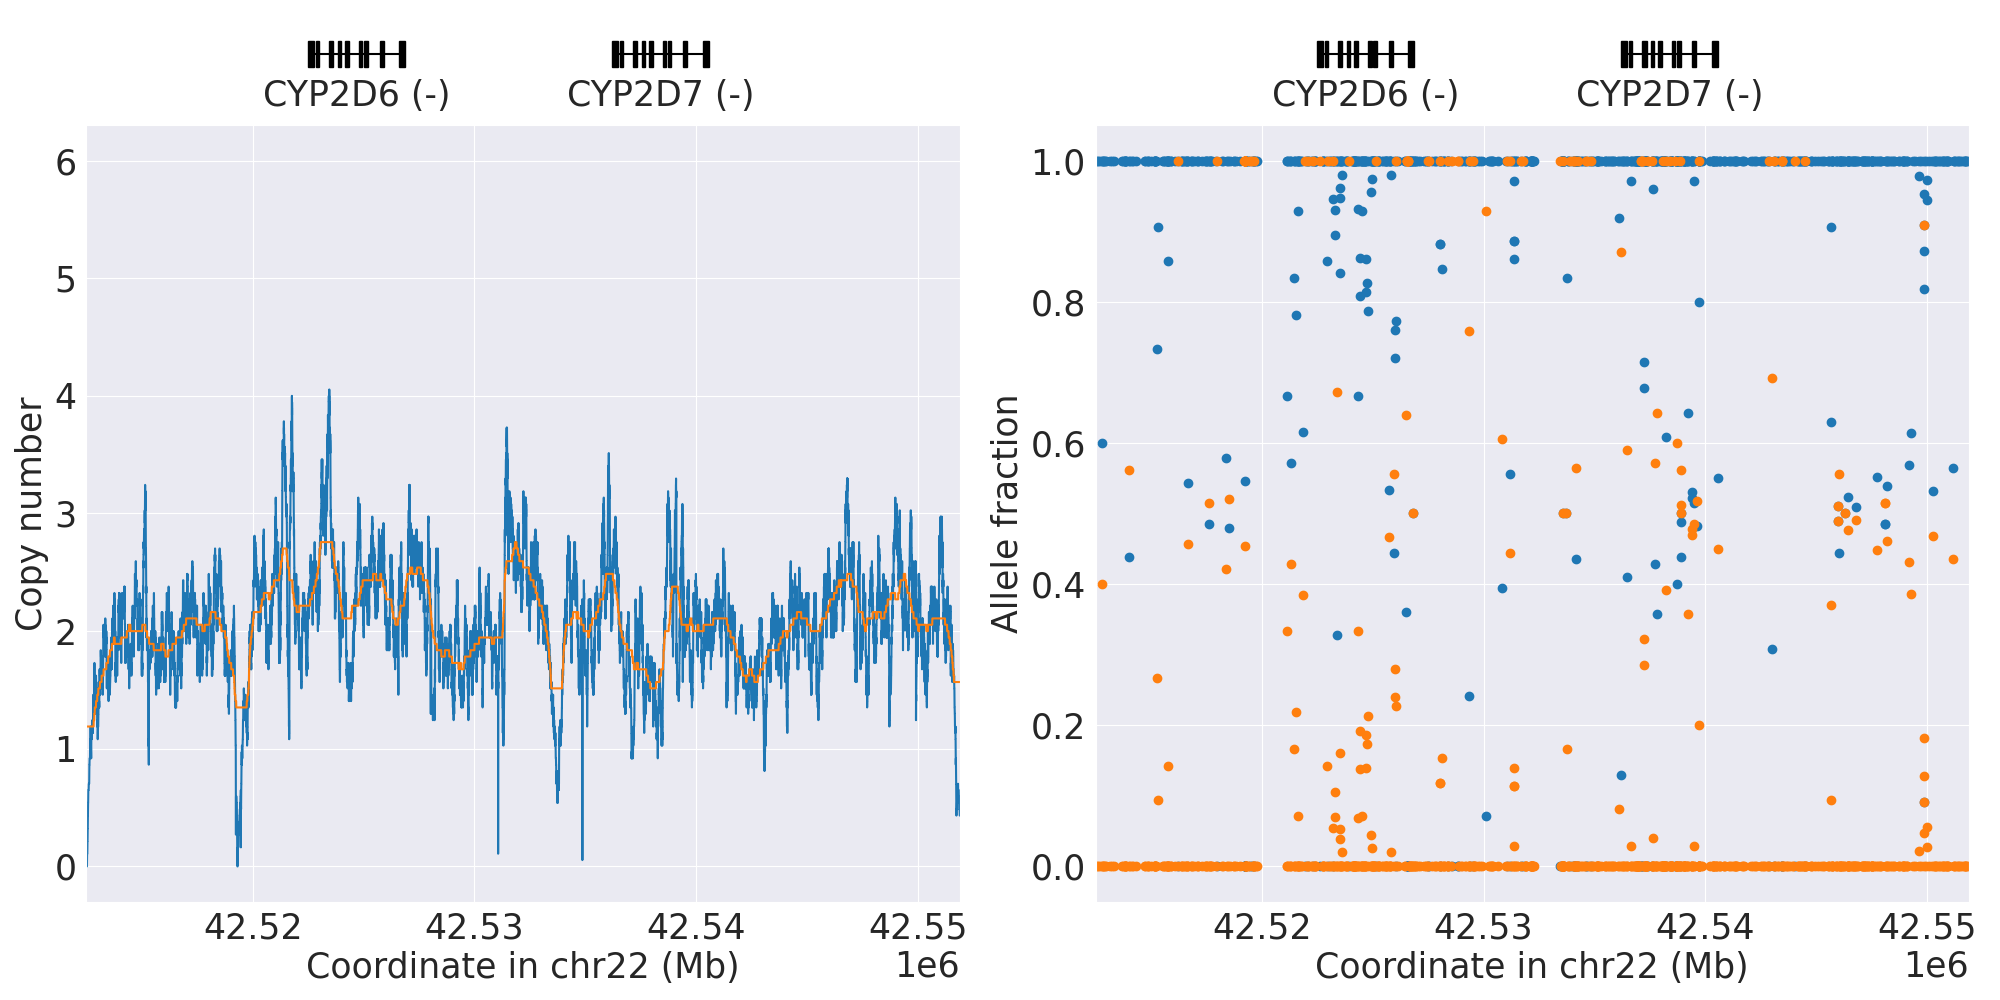 CYP2D6 (-) CYP2D7 (-)
6
5
4
3
2
1
0
Copy number
42.52 42.53 42.54 42.55
Coordinate in chr22 (Mb) 1e6
CYP2D6 (-) CYP2D7 (-)
1.0
0.8
0.6
0.4
0.2
0.0
Allele fraction
42.52 42.53 42.54 42.55
Coordinate in chr22 (Mb) 1e6